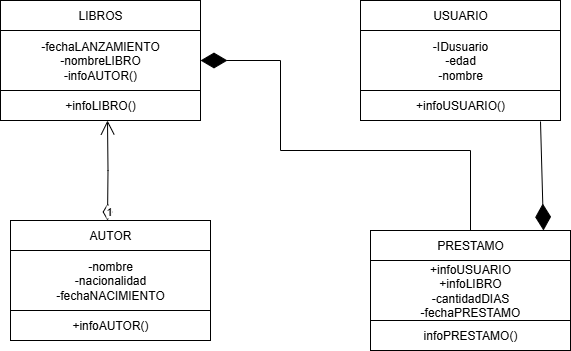 LIBROS
-fechaLANZAMIENTO
-nombreLIBRO
-infoAUTOR()
+infoLIBRO()
USUARIO
-IDusuario
-edad
-nombre
+infoUSUARIO()
1
AUTOR
-nombre
-nacionalidad
-fechaNACIMIENTO
+infoAUTOR()
PRESTAMO
+infoUSUARIO
+infoLIBRO
-cantidadDIAS
-fechaPRESTAMO
infoPRESTAMO()